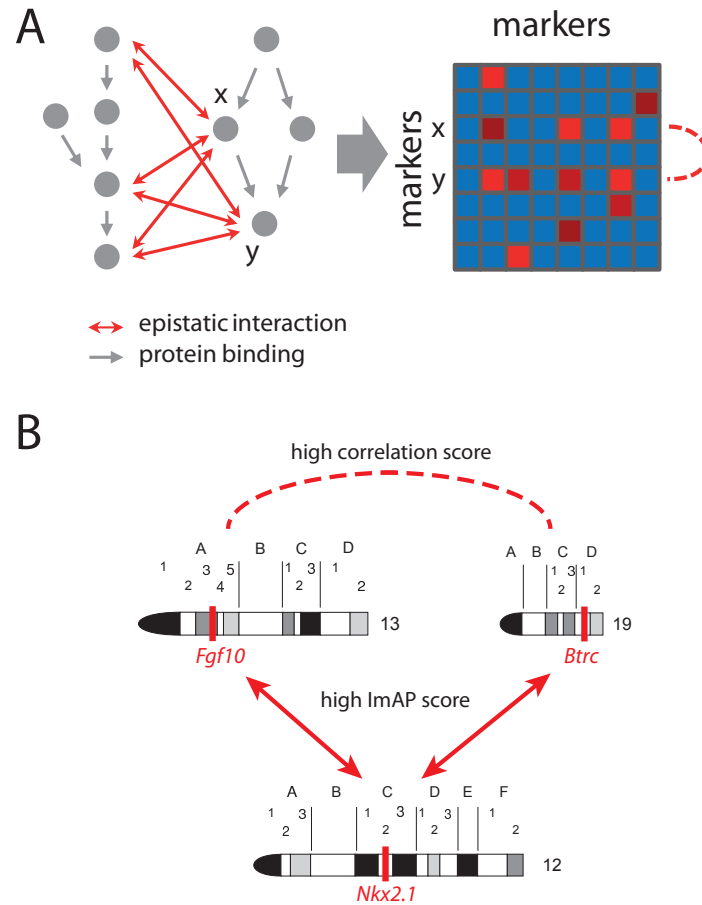 A
markers
x
y
markers
x
y
epistatic interaction
protein binding
B
high correlation score
A B C D
1 2 3 4 5 1 2 3 1 2
13
Fgf10
A B C D
1 2 3 1 2
19
Btrc
high ImAP score
A B C D E F
1 2 3 1 2 3 1 2 3 1 2
12
Nkx2.1